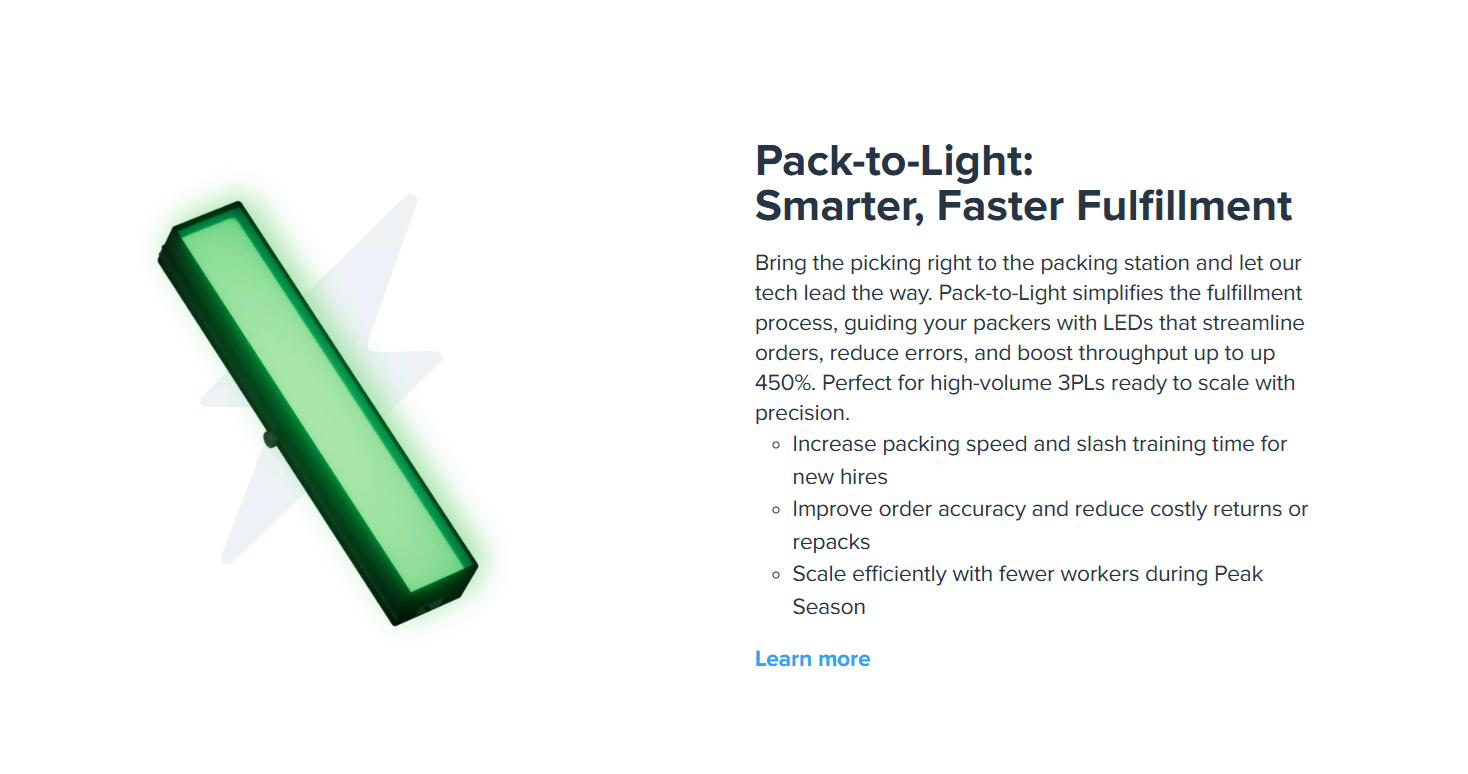 Pack-to-Light:
Smarter, Faster Fulfillment
Bring the picking right to the packing station and let our
tech lead the way. Pack-to-Light simplifies the fulfillment
process, guiding your packers with LEDs that streamline
orders, reduce errors, and boost throughput up to up
450%. Perfect for high-volume 3PLs ready to scale with
precision.
Increase packing speed and slash training time for
new hires
Improve order accuracy and reduce costly returns or
repacks
Scale efficiently with fewer workers during Peak
Season
Learn more